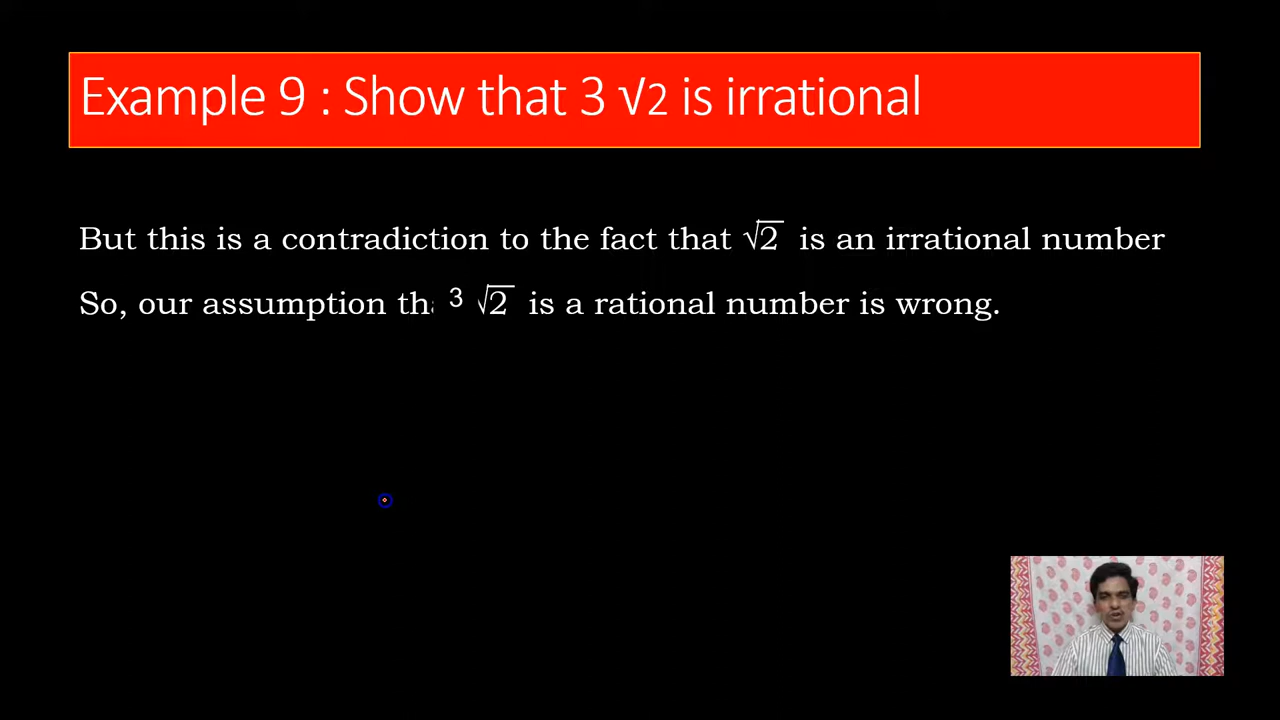 Example 9 : Show that 3 √2 is irrational
But this is a contradiction to the fact that √2 is an irrational number
So, our assumption tha 3 √2 is a rational number is wrong.